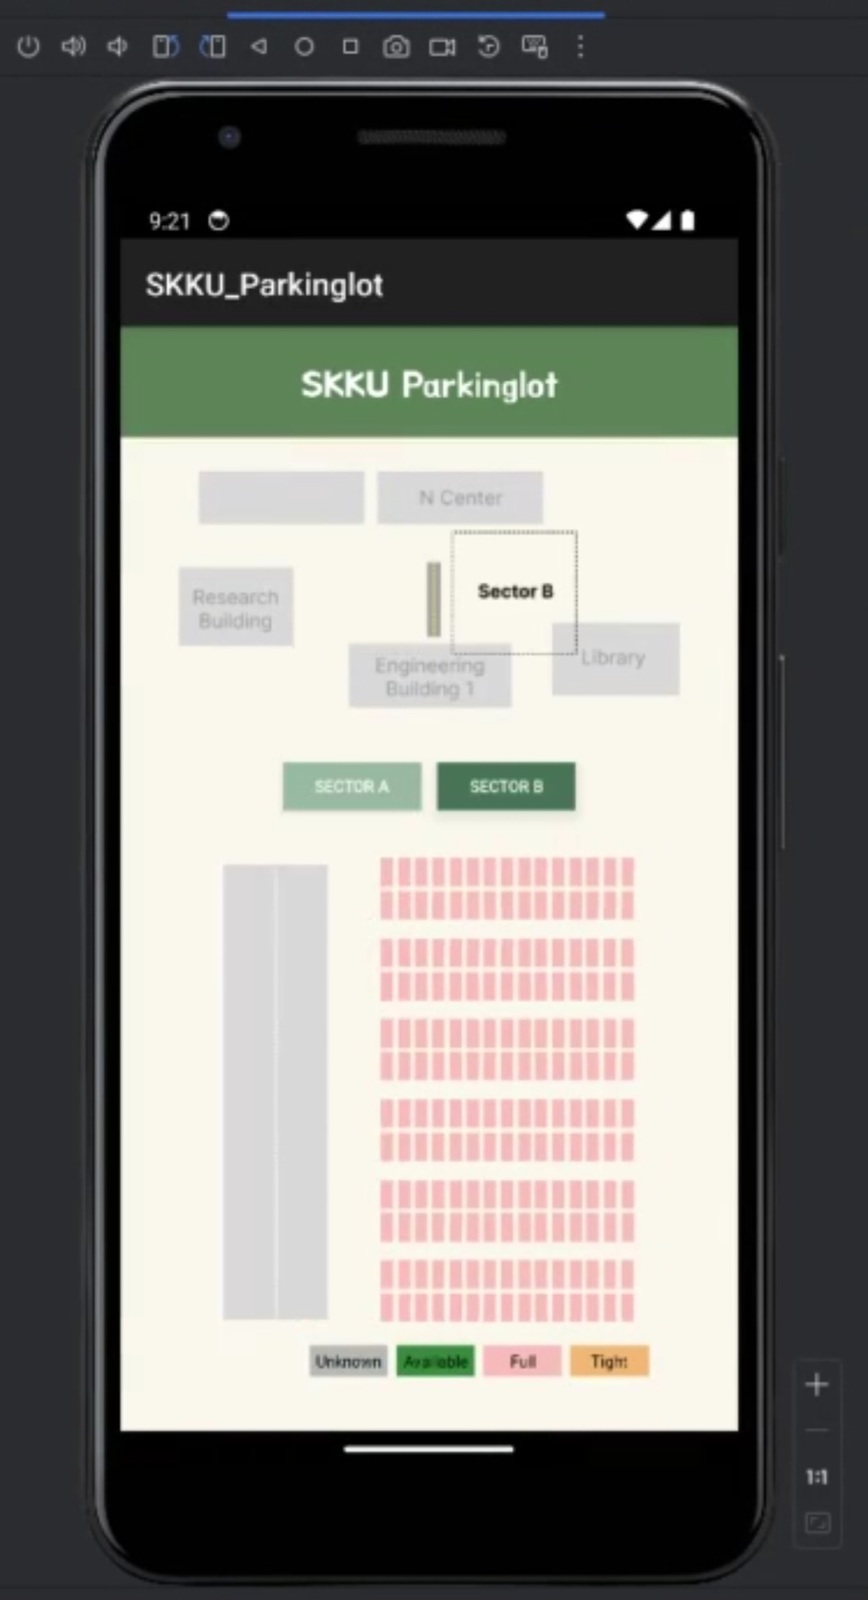 9:21
SKKU_Parkinglot
SKKU Parkinglot
N Center
Research
Building
Sector B
Engineering
Building 1
Library
SECTOR A
SECTOR B
Unknown
Available
Full
Tight
1:1